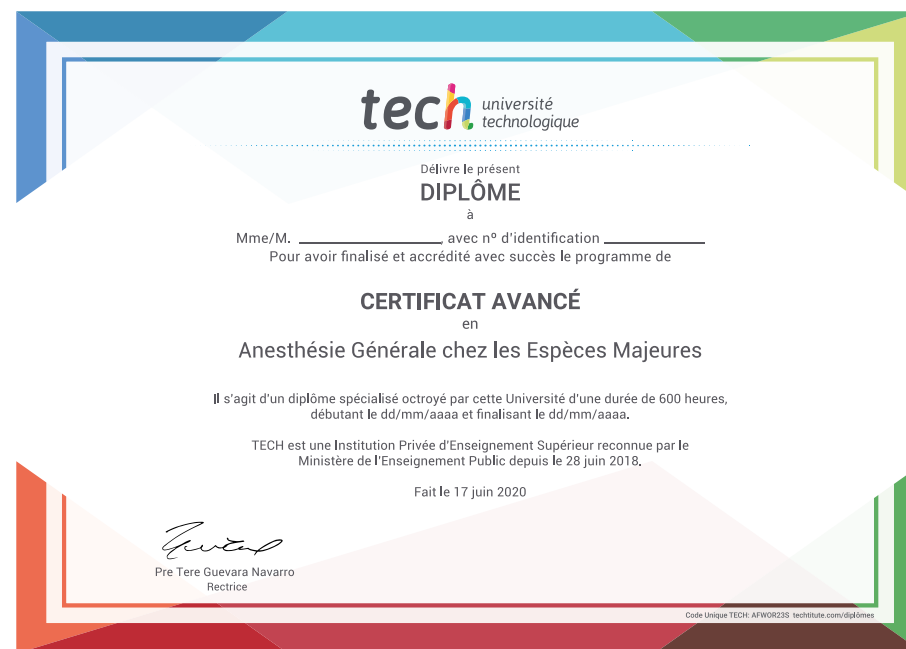 tech université
technologique
Délivre le présent
DIPLÔME
à
Mme/M. ____________________, avec nº d'identification ______________
Pour avoir finalisé et accrédité avec succès le programme de
CERTIFICAT AVANCÉ
en
Anesthésie Générale chez les Espèces Majeures
Il s'agit d'un diplôme spécialisé octroyé par cette Université d'une durée de 600 heures,
débutant le dd/mm/aaaa et finalisant le dd/mm/aaaa.
TECH est une Institution Privée d'Enseignement Supérieur reconnue par le
Ministère de l'Enseignement Public depuis le 28 juin 2018.
Fait le 17 juin 2020
Pre Tere Guevara Navarro
Rectrice
Code Unique TECH: AFWOR23S techtitute.com/diplômes